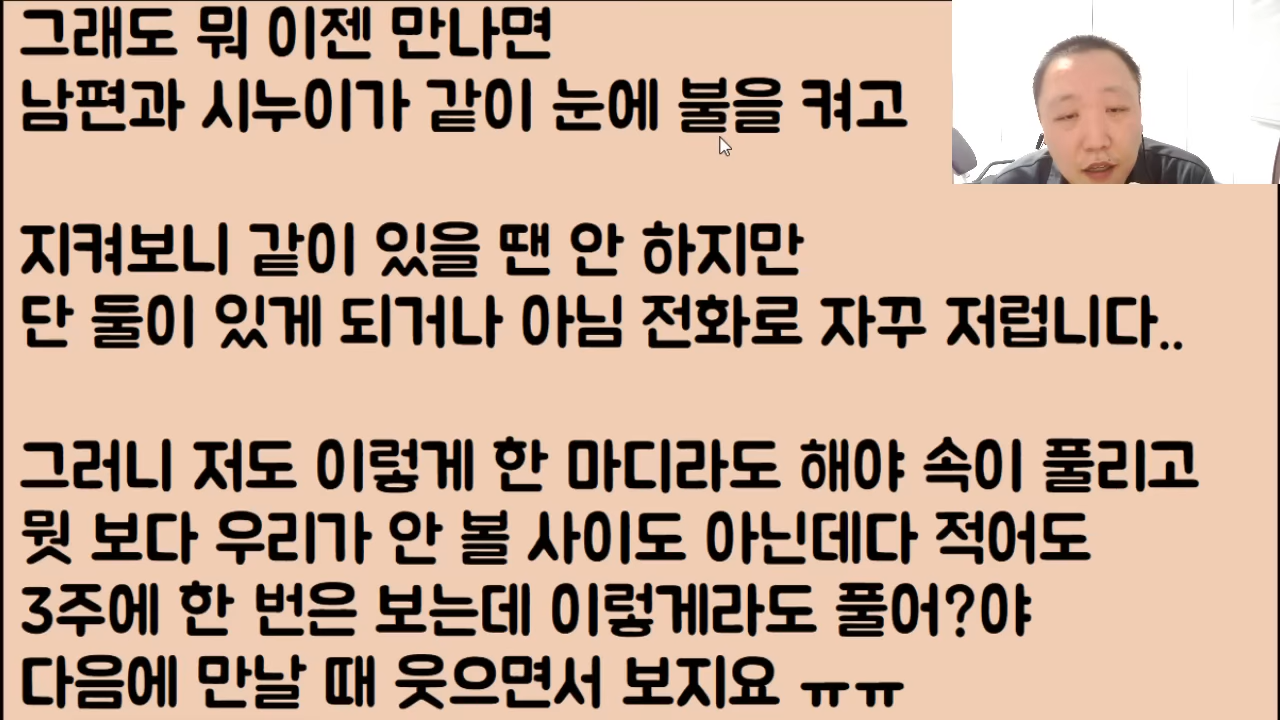 그래도 뭐 이젠 만나면
남편과 시누이가 같이 눈에 불을 켜고
지켜보니 같이 있을 땐 안 하지만
단 둘이 있게 되거나 아님 전화로 자꾸 저럽니다..
그러니 저도 이렇게 한 마디라도 해야 속이 풀리고
뭣 보다 우리가 안 볼 사이도 아닌데다 적어도
3주에 한 번은 보는데 이렇게라도 풀어?야
다음에 만날 때 웃으면서 보지요 ㅠㅠ